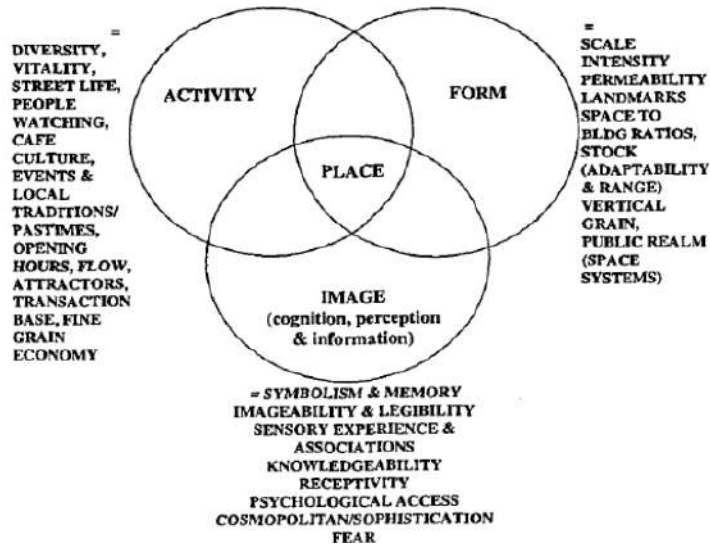 =
DIVERSITY,
VITALITY,
STREET LIFE,
PEOPLE
WATCHING,
CAFE
CULTURE,
EVENTS &
LOCAL
TRADITIONS/
PASTIMES,
OPENING
HOURS, FLOW,
ATTRACTORS,
TRANSACTION
BASE, FINE
GRAIN
ECONOMY
ACTIVITY
FORM
PLACE
IMAGE
(cognition, perception
& information)
=
SCALE
INTENSITY
PERMEABILITY
LANDMARKS
SPACE TO
BLDG RATIOS,
STOCK
(ADAPTABILITY
& RANGE)
VERTICAL
GRAIN,
PUBLIC REALM
(SPACE
SYSTEMS)
= SYMBOLISM & MEMORY
IMAGEABILITY & LEGIBILITY
SENSORY EXPERIENCE &
ASSOCIATIONS
KNOWLEDGEABILITY
RECEPTIVITY
PSYCHOLOGICAL ACCESS
COSMOPOLITAN/SOPHISTICATION
FEAR